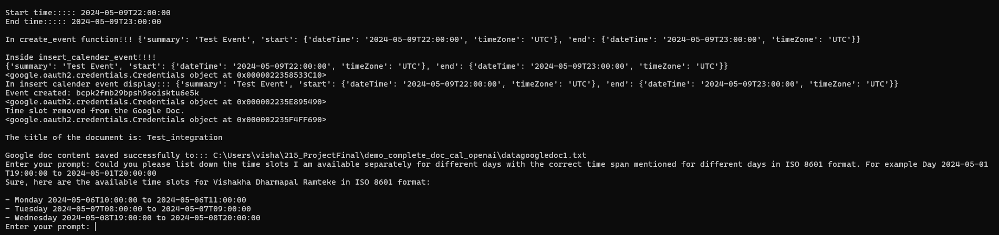 Start time::::: 2024-05-09T22:00:00
End time::::: 2024-05-09T23:00:00
In create_event function!!! {'summary': 'Test Event', 'start': {'dateTime': '2024-05-09T22:00:00', 'timeZone': 'UTC'}, 'end': {'dateTime': '2024-05-09T23:00:00', 'timeZone': 'UTC'}}
Inside insert_calender_event!!!!
{'summary': 'Test Event', 'start': {'dateTime': '2024-05-09T22:00:00', 'timeZone': 'UTC'}, 'end': {'dateTime': '2024-05-09T23:00:00', 'timeZone': 'UTC'}}
<google.oauth2.credentials.Credentials object at 0x0000022358533C10>
In insert calender event display::: {'summary': 'Test Event', 'start': {'dateTime': '2024-05-09T22:00:00', 'timeZone': 'UTC'}, 'end': {'dateTime': '2024-05-09T23:00:00', 'timeZone': 'UTC'}}
Event created: bcpk2fmb29bpsh9soisktu6e5k
<google.oauth2.credentials.Credentials object at 0x000002235E895490>
Time slot removed from the Google Doc.
<google.oauth2.credentials.Credentials object at 0x000002235F4FF690>
The title of the document is: Test_integration
Google doc content saved successfully to::: C:\Users\visha\215_ProjectFinal\demo_complete_doc_cal_openai\datagoogledoc1.txt
Enter your prompt: Could you please list down the time slots I am available separately for different days with the correct time span mentioned for different days in ISO 8601 format. For example Day 2024-05-01
T19:00:00 to 2024-05-01T20:00:00
Sure, here are the available time slots for Vishakha Dharmapal Ramteke in ISO 8601 format:
- Monday 2024-05-06T10:00:00 to 2024-05-06T11:00:00
- Tuesday 2024-05-07T08:00:00 to 2024-05-07T09:00:00
- Wednesday 2024-05-08T19:00:00 to 2024-05-08T20:00:00
Enter your prompt: